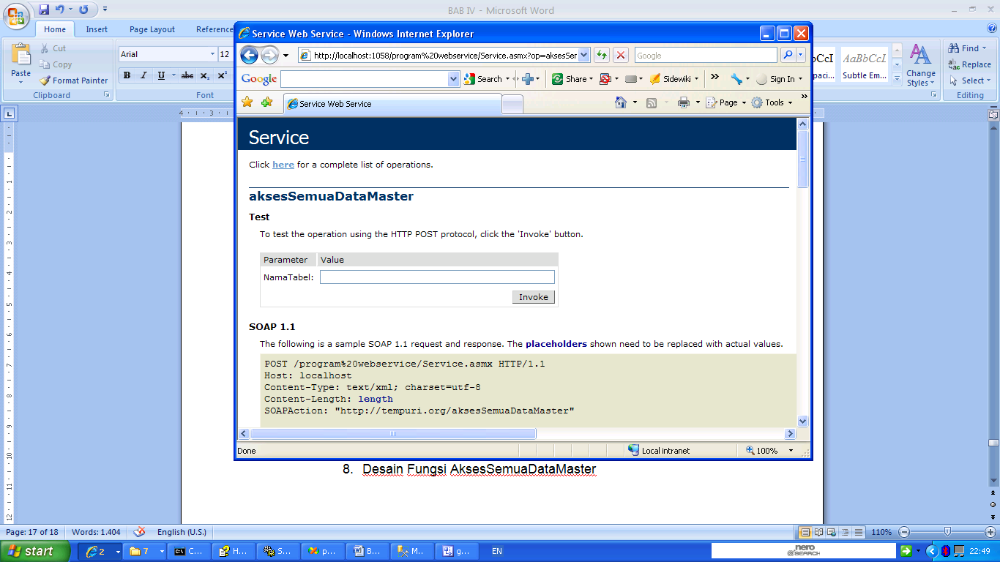 BAB IV - Microsoft Word
Home Insert Page Layout Reference
Cut
Copy
Format Painter
Paste
Clipboard
Arial 12
B I U abc x₂ x²
Font
AaBbCcI
Subtle Em...
Change Styles
Find
Replace
Select
Editing
Service Web Service - Windows Internet Explorer
http://localhost:1058/program%20webservice/Service.asmx?op=aksesSer
Google
Google Search Share Sidewiki » Sign In
Service Web Service
Page Tools »
Service
Click here for a complete list of operations.
aksesSemuaDataMaster
Test
To test the operation using the HTTP POST protocol, click the 'Invoke' button.
Parameter Value
NamaTabel:
Invoke
SOAP 1.1
The following is a sample SOAP 1.1 request and response. The placeholders shown need to be replaced with actual values.
POST /program%20webservice/Service.asmx HTTP/1.1
Host: localhost
Content-Type: text/xml; charset=utf-8
Content-Length: length
SOAPAction: "http://tempuri.org/aksesSemuaDataMaster"
Done Local intranet 100%
8. Desain Fungsi AksesSemuaDataMaster
Page: 17 of 18 Words: 1.404 English (U.S.) 110%
start 2 7 C... H... S... p... B... M... g... EN nero SEARCH 22:49